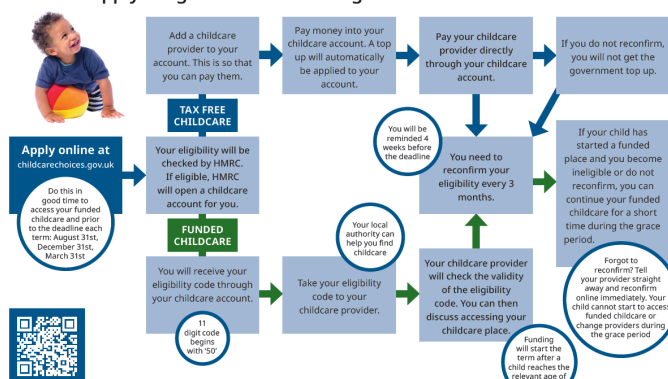 Add a childcare
provider to your
account. This is so that
you can pay them.
Pay money into your
childcare account. A top
up will automatically
be applied to your
account.
Pay your childcare
provider directly
through your childcare
account.
If you do not reconfirm,
you will not get the
government top up.
TAX FREE
CHILDCARE
Apply online at
childcarechoices.gov.uk
Do this in
good time to
access your funded
childcare and prior
to the deadline each
term: August 31st,
December 31st,
March 31st
Your eligibility will be
checked by HMRC.
If eligible, HMRC
will open a childcare
account for you.
You will be
reminded 4
weeks before
the deadline
You need to
reconfirm your
eligibility every 3
months.
If your child has
started a funded
place and you become
ineligible or do not
reconfirm, you can
continue your funded
childcare for a short
time during the grace
period.
FUNDED
CHILDCARE
You will receive your
eligibility code through
your childcare account.
11
digit code
begins
with '50'
Take your eligibility
code to your
childcare provider.
Your local
authority can
help you find
childcare
Your childcare provider
will check the validity
of the eligibility
code. You can then
discuss accessing your
childcare place.
Funding
will start the
term after a
child reaches the
relevant age of
Forgot to
reconfirm? Tell
your provider straight
away and reconfirm
online immediately. Your
child cannot start to access
funded childcare or
change providers during
the grace period